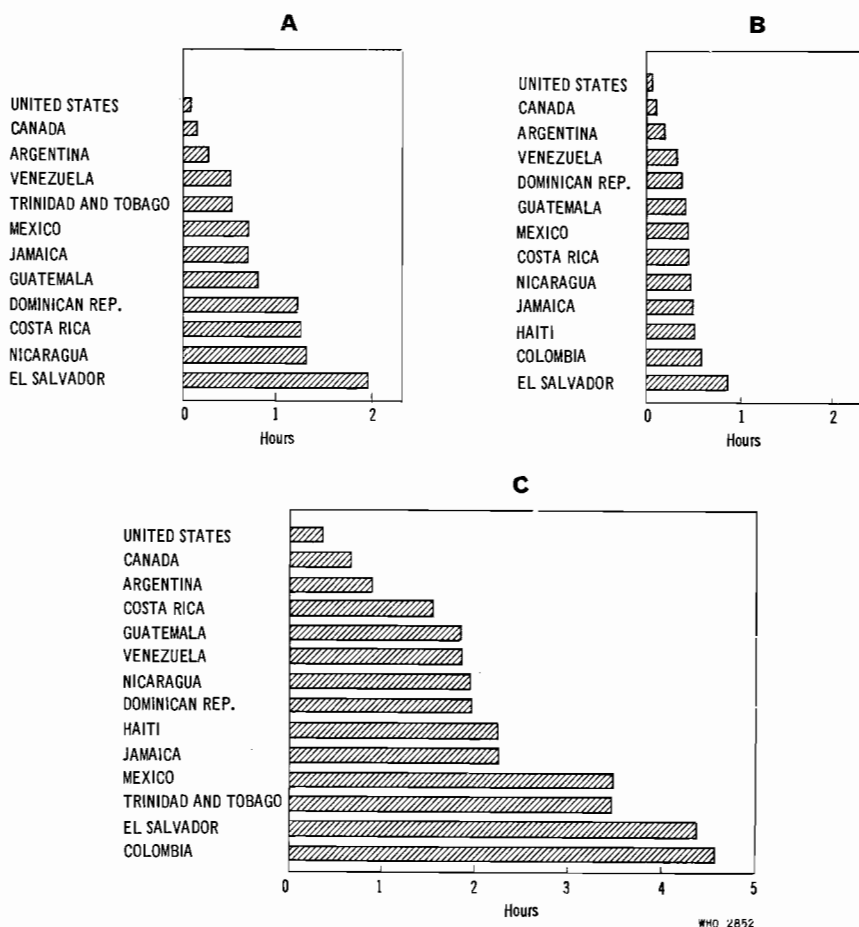 A
UNITED STATES
CANADA
ARGENTINA
VENEZUELA
TRINIDAD AND TOBAGO
MEXICO
JAMAICA
GUATEMALA
DOMINICAN REP.
COSTA RICA
NICARAGUA
EL SALVADOR
0 1 2
Hours
B
UNITED STATES
CANADA
ARGENTINA
VENEZUELA
DOMINICAN REP.
GUATEMALA
MEXICO
COSTA RICA
NICARAGUA
JAMAICA
HAITI
COLOMBIA
EL SALVADOR
0 1 2
Hours
C
UNITED STATES
CANADA
ARGENTINA
COSTA RICA
GUATEMALA
VENEZUELA
NICARAGUA
DOMINICAN REP.
HAITI
JAMAICA
MEXICO
TRINIDAD AND TOBAGO
EL SALVADOR
COLOMBIA
0 1 2 3 4 5
Hours
WHO 2852